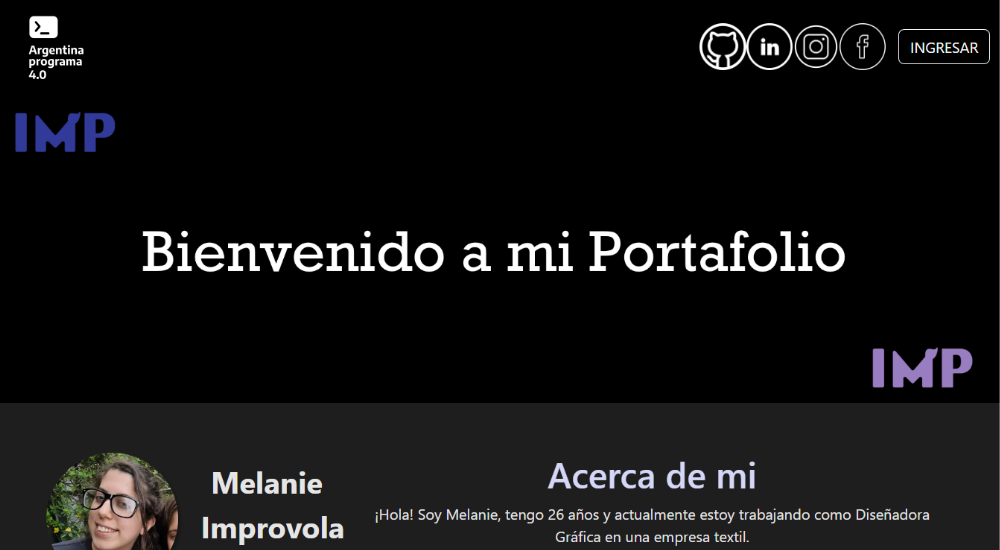 Argentina
programa
4.0
INGRESAR
in
IMP
Bienvenido a mi Portafolio
IMP
Melanie
Improvola
Acerca de mi
¡Hola! Soy Melanie, tengo 26 años y actualmente estoy trabajando como Diseñadora
Gráfica en una empresa textil.